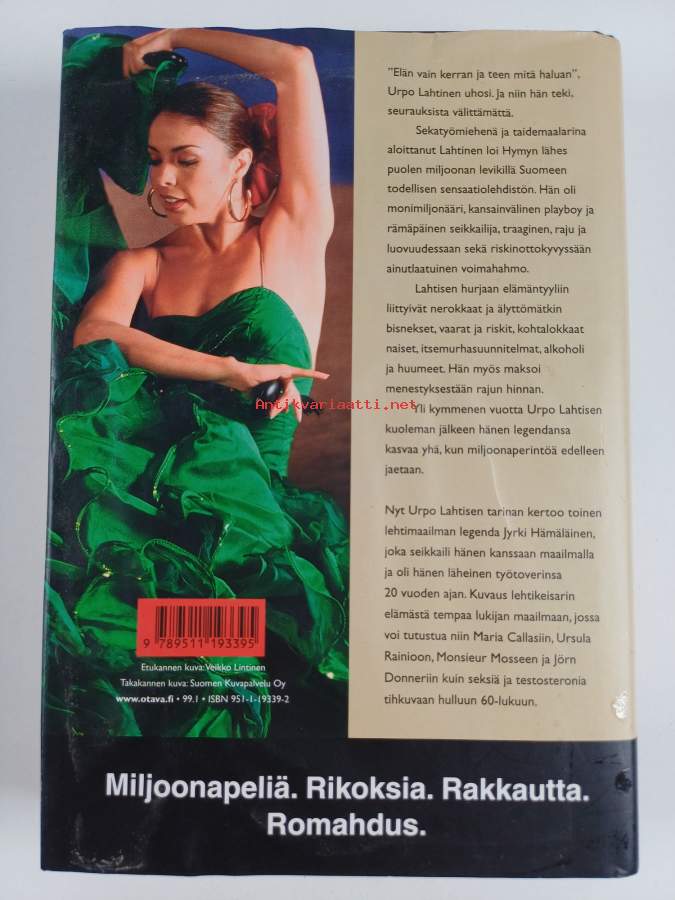 "Elän vain kerran ja teen mitä haluan",
Urpo Lahtinen uhosi. Ja niin hän teki,
seurauksista välittämättä.
Sekatyömiehenä ja taidemaalarina
aloittanut Lahtinen loi Hymyn lähes
puolen miljoonan levikillä Suomeen
todellisen sensaatiolehdistön. Hän oli
monimiljonääri, kansainvälinen playboy ja
rämäpäinen seikkailija, traaginen, raju ja
luovuudessaan sekä riskinottokyvyssään
ainutlaatuinen voimahahmo.
Lahtisen hurjaan elämäntyyliin
liittyivät nerokkaat ja älyttömätkin
bisnekset, vaarat ja riskit, kohtalokkaat
naiset, itsemurhasuunnitelmat, alkoholi
ja huumeet. Hän myös maksoi
menestyksestään rajun hinnan.
Yli kymmenen vuotta Urpo Lahtisen
kuoleman jälkeen hänen legendansa
kasvaa yhä, kun miljoonaperintöä edelleen
jaetaan.
Nyt Urpo Lahtisen tarinan kertoo toinen
lehtimaailman legenda Jyrki Hämäläinen,
joka seikkaili hänen kanssaan maailmalla
ja oli hänen läheinen työtoverinsa
20 vuoden ajan. Kuvaus lehtikeisarin
elämästä tempaa lukijan maailmaan, jossa
voi tutustua niin Maria Callasiin, Ursula
Rainioon, Monsieur Mosseen ja Jörn
Donneriin kuin seksiä ja testosteronia
tihkuvaan hulluun 60-lukuun.
Antikvariaatti.net
9 789511 193395
Etukannen kuva: Veikko Lintinen
Takakannen kuva: Suomen Kuvapalvelu Oy
www.otava.fi • 99.1 • ISBN 951-1-19339-2
Miljoonapeliä. Rikoksia. Rakkautta.
Romahdus.